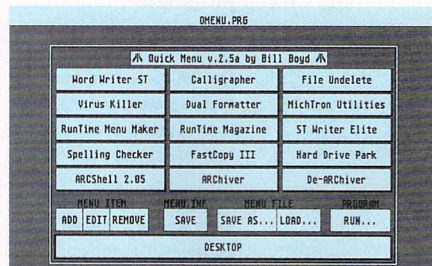 QMENU.PRG
Quick Menu v.2.5a by Bill Boyd
Word Writer ST Calligrapher File Undelete
Virus Killer Dual Formatter MichTron Utilities
RunTime Menu Maker RunTime Magazine ST Writer Elite
Spelling Checker FastCopy III Hard Drive Park
ARCShell 2.05 ARChiver De-ARChiver
MENU ITEM MENU.INF MENU FILE PROGRAM
ADD EDIT REMOVE SAVE SAVE AS... LOAD... RUN...
DESKTOP